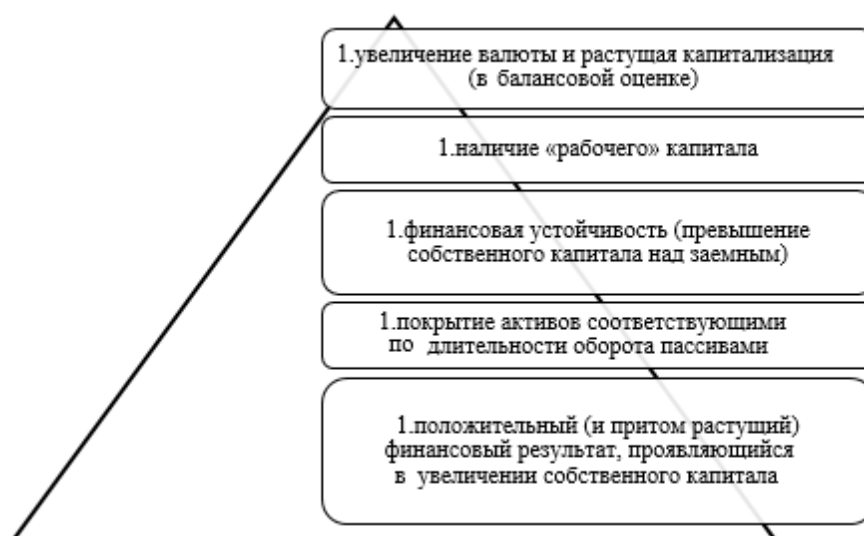 1.увеличение валюты и растущая капитализация
(в балансовой оценке)
1.наличие «рабочего» капитала
1.финансовая устойчивость (превышение
собственного капитала над заемным)
1.покрытие активов соответствующими
по длительности оборота пассивами
1.положительный (и притом растущий)
финансовый результат, проявляющийся
в увеличении собственного капитала